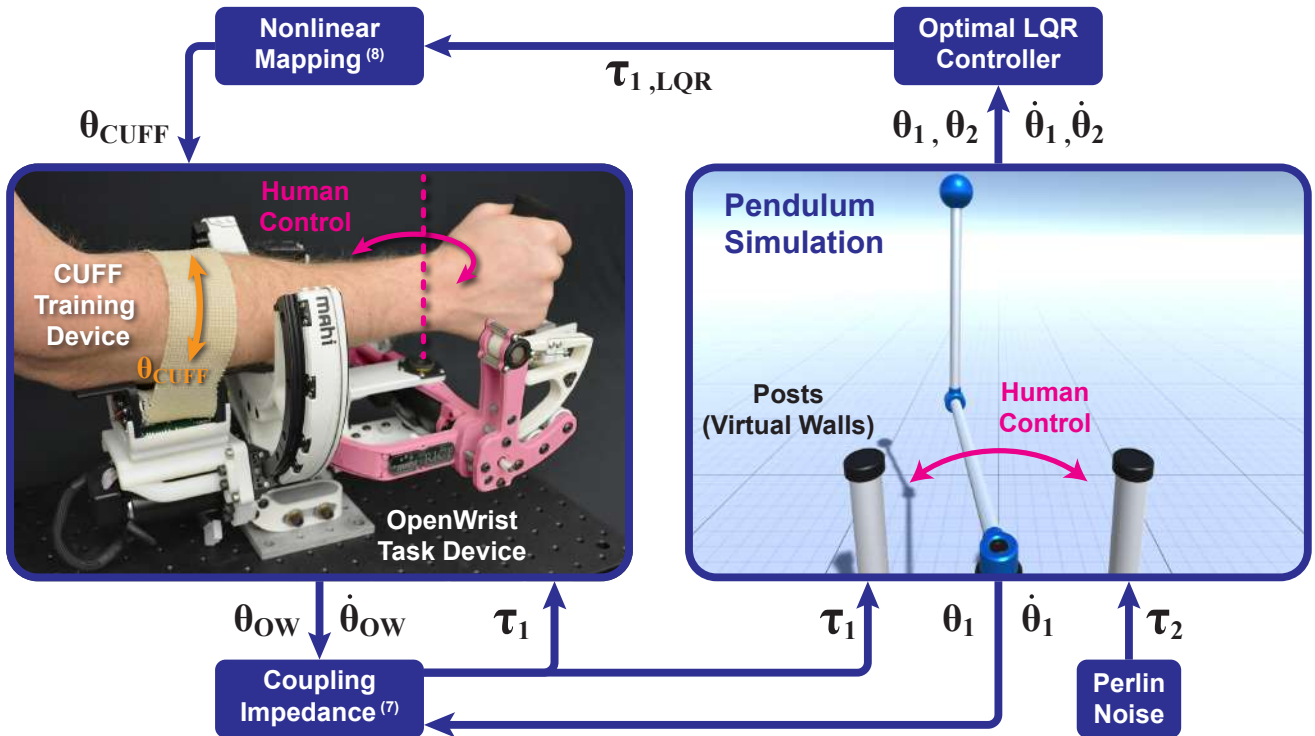 Nonlinear
Mapping (8)
τ1 ,LQR
Optimal LQR
Controller
θCUFF
θ1 , θ2 θ̇1 ,θ̇2
Human
Control
CUFF
Training
Device
θCUFF
MAHI
RICE
OpenWrist
Task Device
Pendulum
Simulation
Posts
(Virtual Walls)
Human
Control
θOW θ̇OW
τ1
τ1
θ1 θ̇1
τ2
Coupling
Impedance (7)
Perlin
Noise